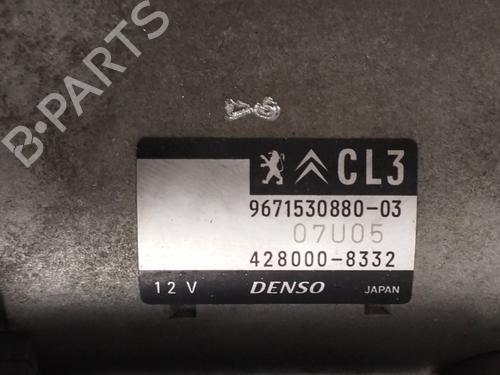 CL3
9671530880-03
07U05
428000-8332
12 V DENSO JAPAN
B-PARTS